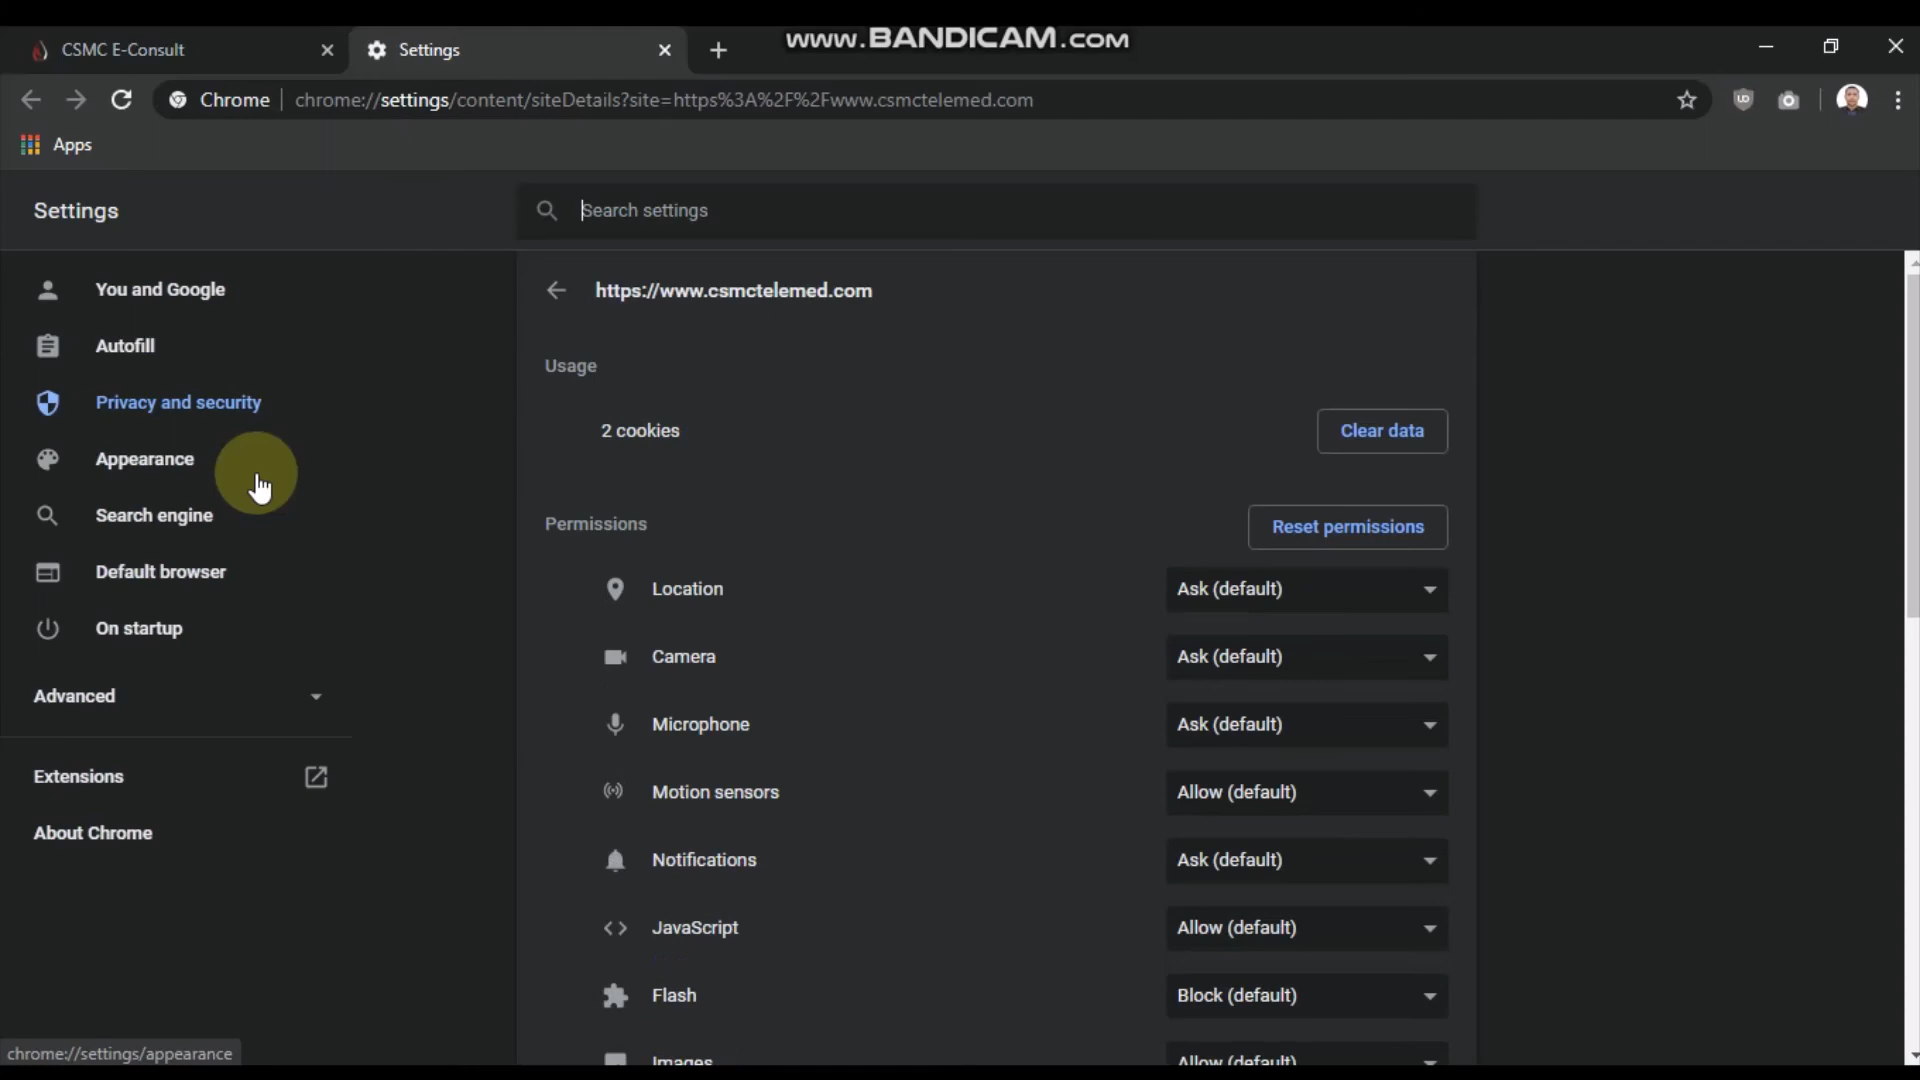 www.BANDICAM.com
CSMC E-Consult
Settings
Chrome
chrome://settings/content/siteDetails?site=https%3A%2F%2Fwww.csmctelemed.com
Apps
Settings
Search settings
You and Google
Autofill
Privacy and security
Appearance
Search engine
Default browser
On startup
Advanced
Extensions
About Chrome
https://www.csmctelemed.com
Usage
2 cookies
Clear data
Permissions
Reset permissions
Location
Ask (default)
Camera
Ask (default)
Microphone
Ask (default)
Motion sensors
Allow (default)
Notifications
Ask (default)
JavaScript
Allow (default)
Flash
Block (default)
Images
Allow (default)
chrome://settings/appearance